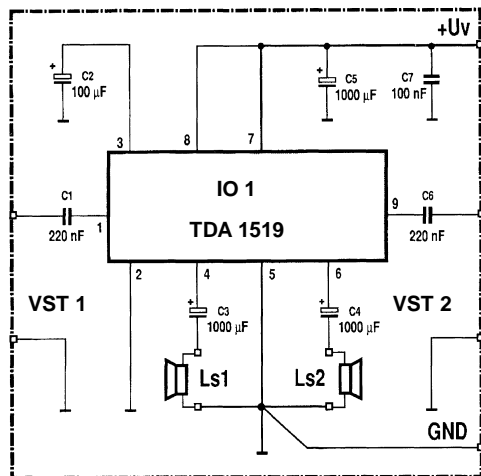 +Uv
+
C2
100 µF
+
C5
1000 µF
C7
100 nF
3
8
7
IO 1
TDA 1519
C1
220 nF
1
9
C6
220 nF
2
4
5
6
VST 1
+
C3
1000 µF
+
C4
1000 µF
VST 2
Ls1
Ls2
GND